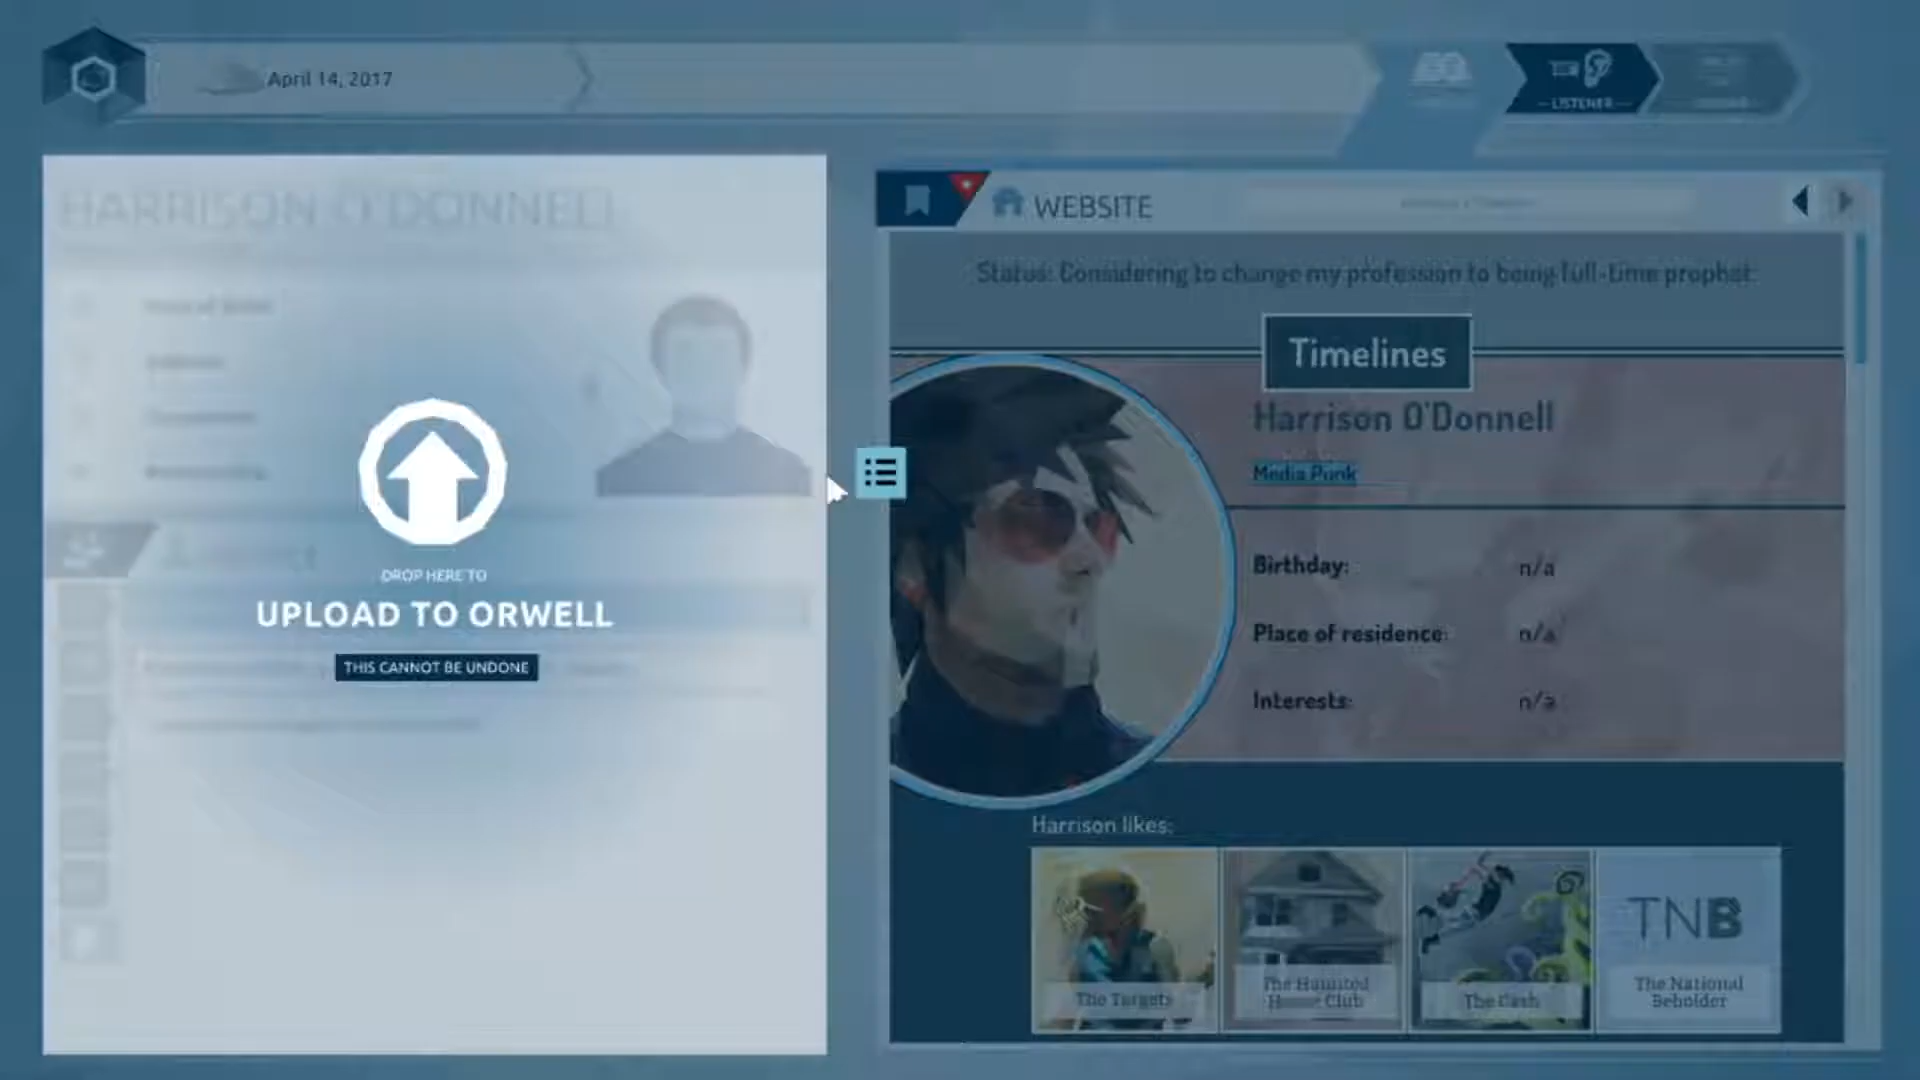 April 14, 2017
LISTENER
HARRISON O'DONNELL
DROP HERE TO
UPLOAD TO ORWELL
THIS CANNOT BE UNDONE
WEBSITE
Status: Considering to change my profession to being full-time prophet.
Timelines
Harrison O'Donnell
Media Punk
Birthday: n/a
Place of residence: n/a
Interests: n/a
Harrison likes:
The Targets
The Haunted
House Club
The Cash
TNB
The National
Beholder